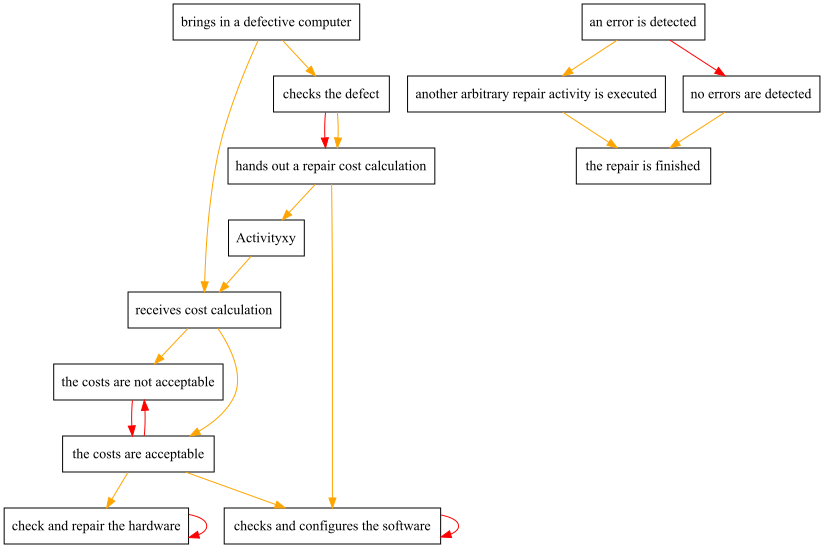 brings in a defective computer
an error is detected
checks the defect
another arbitrary repair activity is executed
no errors are detected
hands out a repair cost calculation
the repair is finished
Activityxy
receives cost calculation
the costs are not acceptable
the costs are acceptable
check and repair the hardware
checks and configures the software